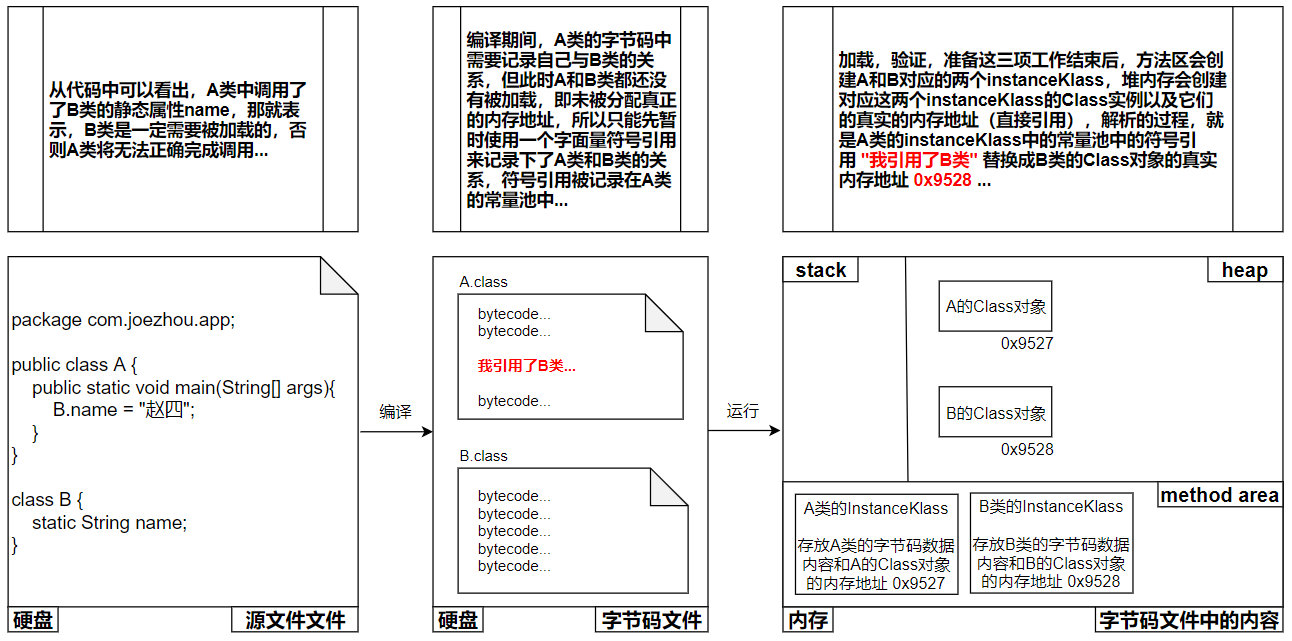 从代码中可以看出，A类中调用了
了B类的静态属性name，那就表
示，B类是一定需要被加载的，否
则A类将无法正确完成调用...
编译期间，A类的字节码中
需要记录自己与B类的关
系，但此时A和B类都还没
有被加载，即未被分配真正
的内存地址，所以只能先暂
时使用一个字面量符号引用
来记录下了A类和B类的关
系，符号引用被记录在A类
的常量池中...
加载，验证，准备这三项工作结束后，方法区会创
建A和B对应的两个instanceKlass，堆内存会创建
对应这两个instanceKlass的Class实例以及它们
的真实的内存地址（直接引用），解析的过程，就
是A类的instanceKlass中的常量池中的符号引
用 "我引用了B类" 替换成B类的Class对象的真实
内存地址 0x9528 ...
package com.joezhou.app;
public class A {
public static void main(String[] args){
B.name = "赵四";
}
}
class B {
static String name;
}
硬盘
源文件文件
编译
A.class
bytecode...
bytecode...
我引用了B类...
bytecode...
B.class
bytecode...
bytecode...
bytecode...
bytecode...
bytecode...
硬盘
字节码文件
运行
stack
heap
A的Class对象
0x9527
B的Class对象
0x9528
method area
A类的InstanceKlass
存放A类的字节码数据
内容和A的Class对象
的内存地址 0x9527
B类的InstanceKlass
存放B类的字节码数据
内容和B的Class对象
的内存地址 0x9528
内存
字节码文件中的内容